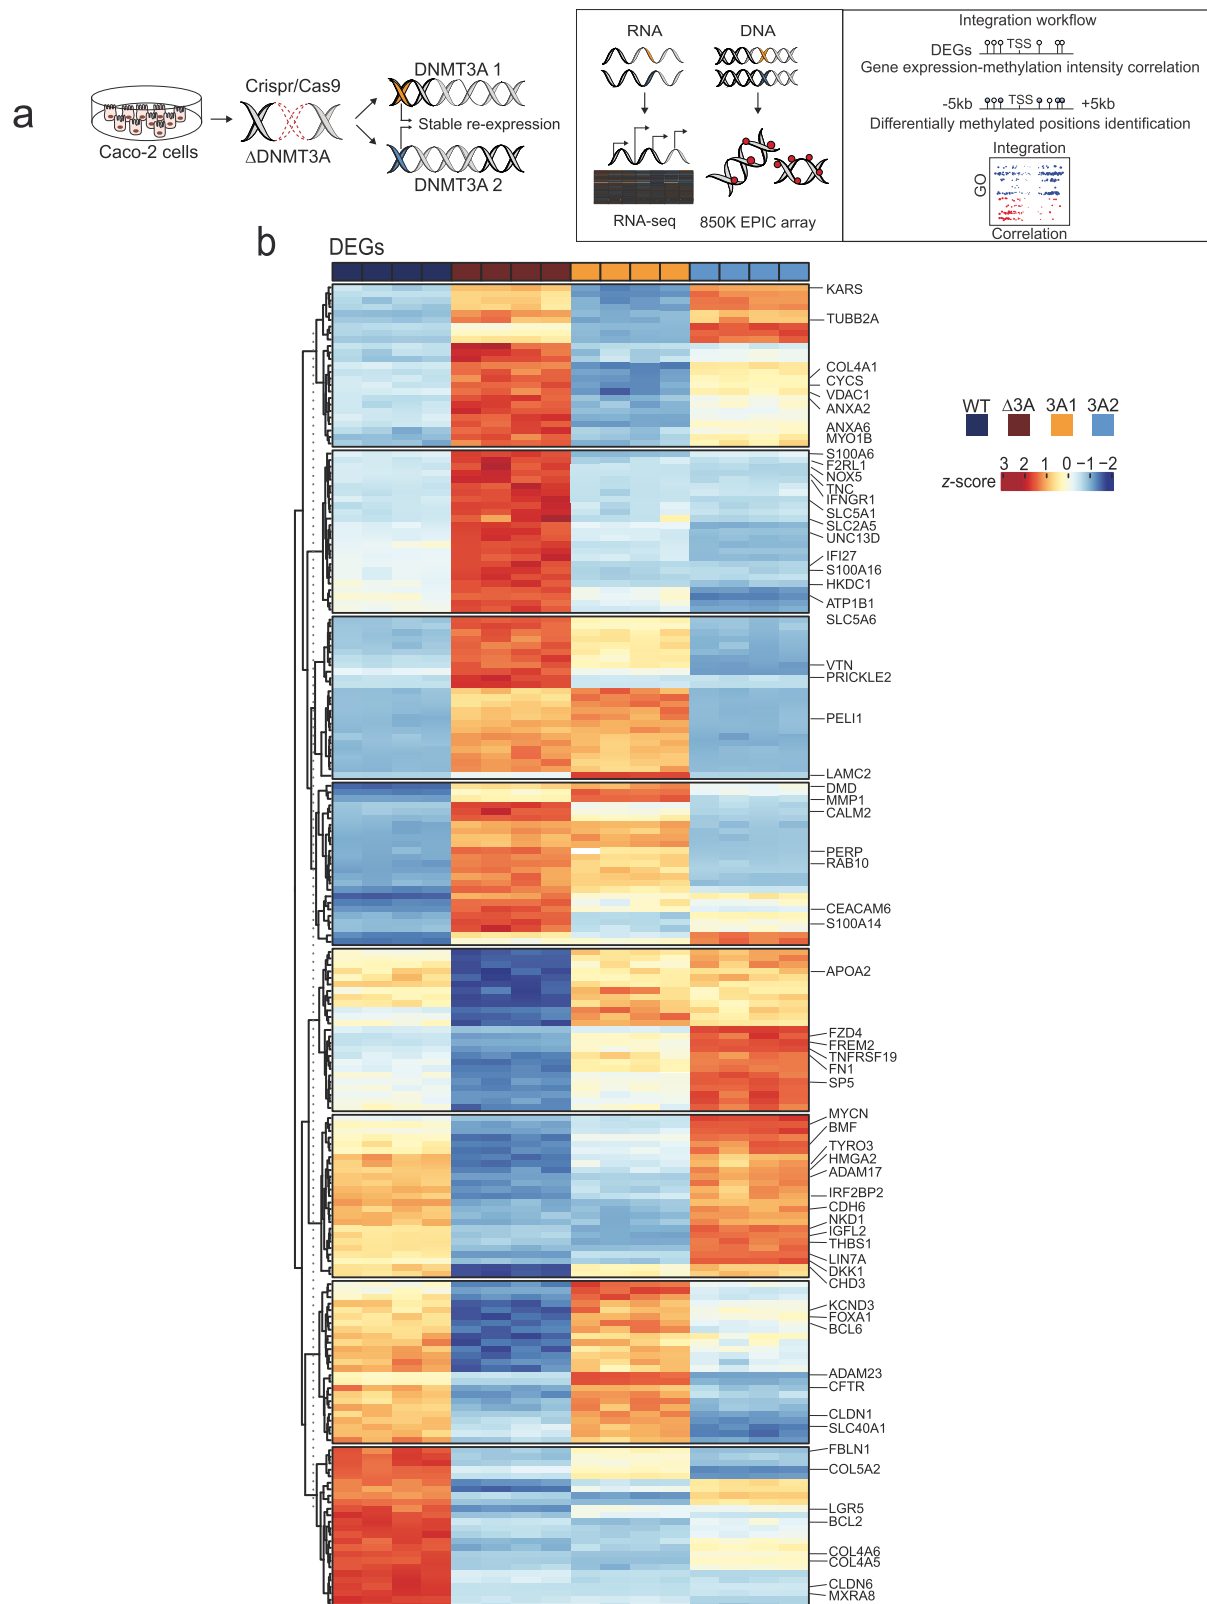 a
Caco-2 cells
Crispr/Cas9
ΔDNMT3A
DNMT3A 1
Stable re-expression
DNMT3A 2
RNA
DNA
RNA-seq
850K EPIC array
Integration workflow
DEGs
TSS
Gene expression-methylation intensity correlation
-5kb
TSS
+5kb
Differentially methylated positions identification
Integration
GO
Correlation
b
DEGs
KARS
TUBB2A
COL4A1
CYCS
VDAC1
ANXA2
ANXA6
MYO1B
S100A6
F2RL1
NOX5
TNC
IFNGR1
SLC5A1
SLC2A5
UNC13D
IFI27
S100A16
HKDC1
ATP1B1
SLC5A6
VTN
PRICKLE2
PELI1
LAMC2
DMD
MMP1
CALM2
PERP
RAB10
CEACAM6
S100A14
APOA2
FZD4
FREM2
TNFRSF19
FN1
SP5
MYCN
BMF
TYRO3
HMGA2
ADAM17
IRF2BP2
CDH6
NKD1
IGFL2
THBS1
LIN7A
DKK1
CHD3
KCND3
FOXA1
BCL6
ADAM23
CFTR
CLDN1
SLC40A1
FBLN1
COL5A2
LGR5
BCL2
COL4A6
COL4A5
CLDN6
MXRA8
WT Δ3A 3A1 3A2
3 2 1 0 −1 −2
z-score